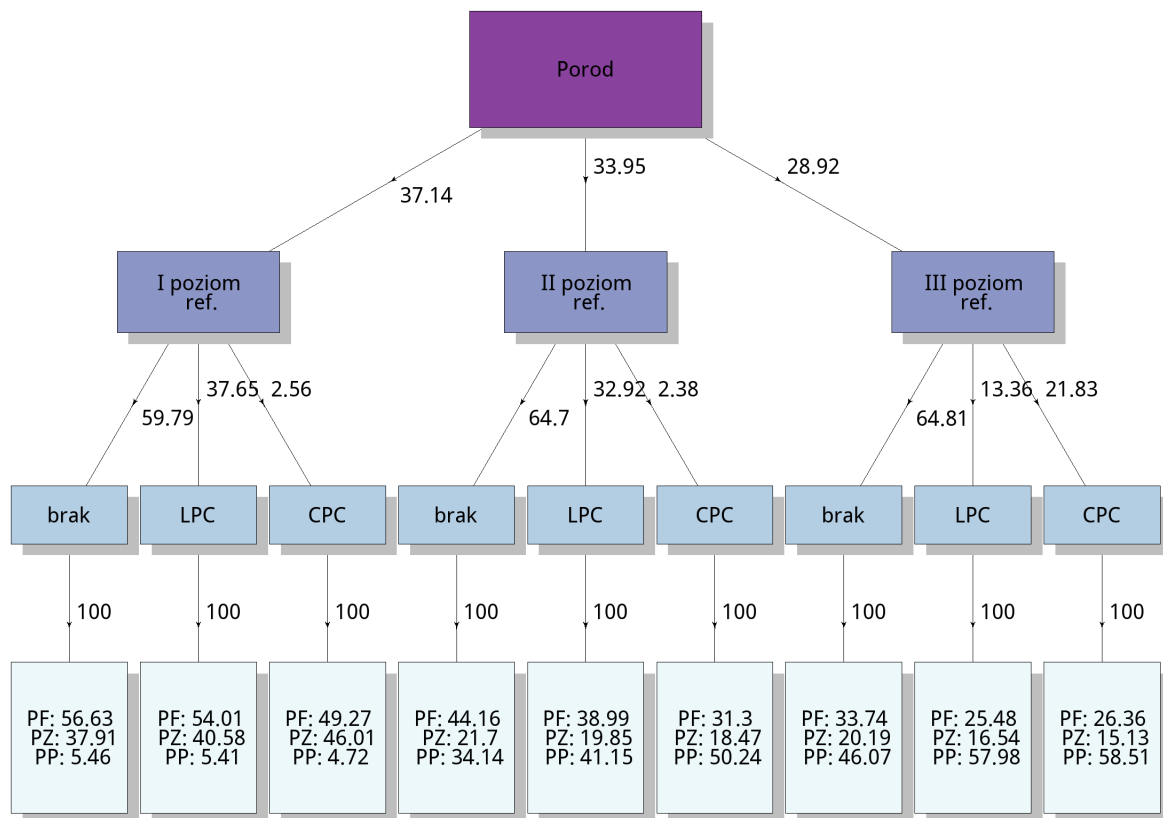 Porod
33.95
28.92
37.14
I poziom
ref.
II poziom
ref.
III poziom
ref.
37.65
2.56
59.79
32.92
2.38
64.7
13.36
21.83
64.81
brak
LPC
CPC
brak
LPC
CPC
brak
LPC
CPC
100
100
100
100
100
100
100
100
100
PF: 56.63
PZ: 37.91
PP: 5.46
PF: 54.01
PZ: 40.58
PP: 5.41
PF: 49.27
PZ: 46.01
PP: 4.72
PF: 44.16
PZ: 21.7
PP: 34.14
PF: 38.99
PZ: 19.85
PP: 41.15
PF: 31.3
PZ: 18.47
PP: 50.24
PF: 33.74
PZ: 20.19
PP: 46.07
PF: 25.48
PZ: 16.54
PP: 57.98
PF: 26.36
PZ: 15.13
PP: 58.51